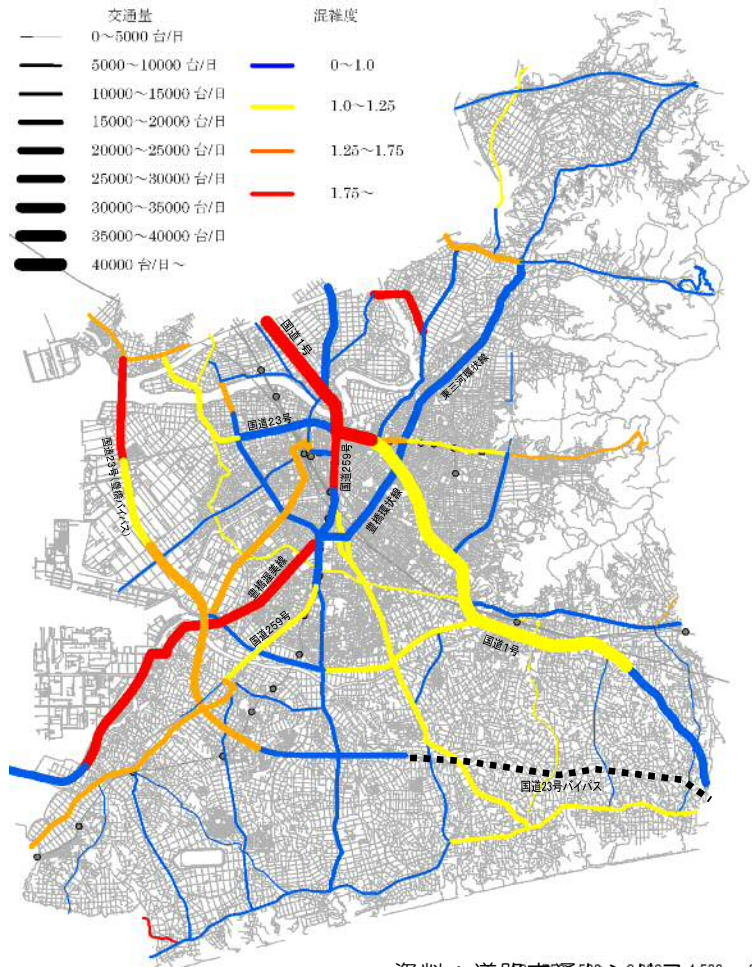 交通量
0～5000 台/日
5000～10000 台/日
10000～15000 台/日
15000～20000 台/日
20000～25000 台/日
25000～30000 台/日
30000～35000 台/日
35000～40000 台/日
40000 台/日～
混雑度
0～1.0
1.0～1.25
1.25～1.75
1.75～
国道1号
東三河環状線
国道23号
国道259号
国道23号(豊橋バイパス)
豊橋環状線
豊橋渥美線
国道259号
国道1号
国道23号バイパス
資料：道路